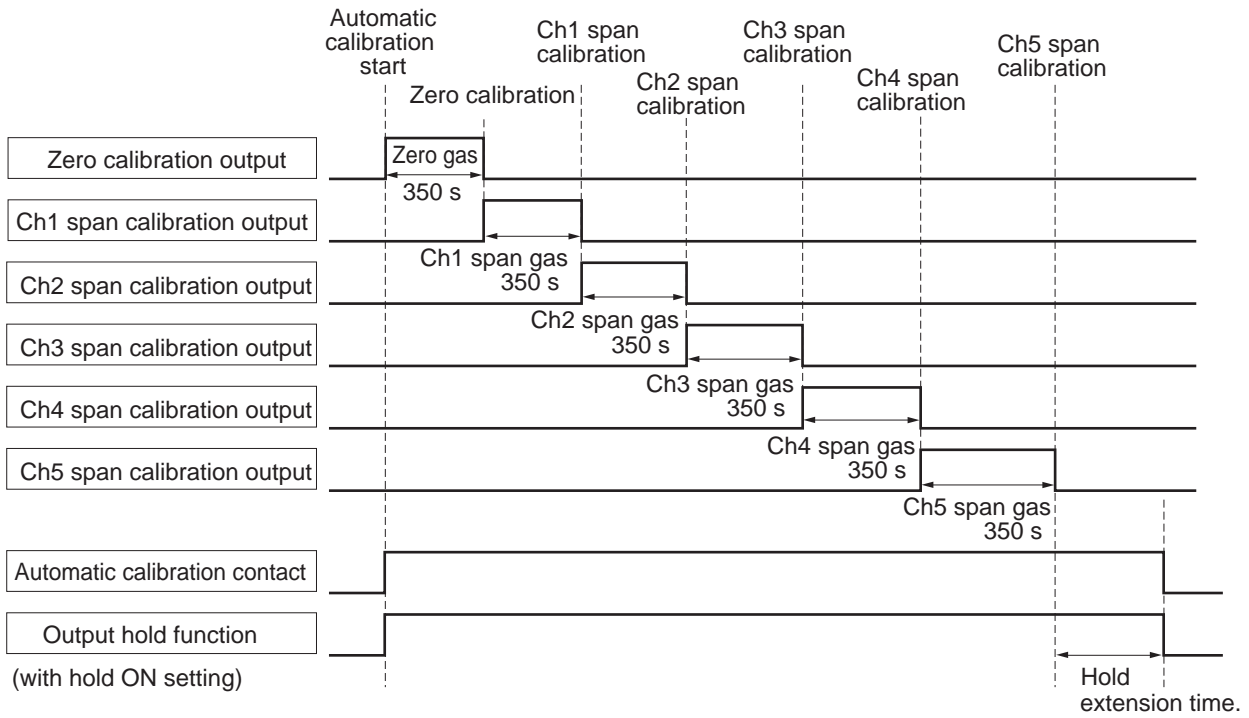 Automatic
calibration
start
Zero calibration
Ch1 span
calibration
Ch2 span
calibration
Ch3 span
calibration
Ch4 span
calibration
Ch5 span
calibration
Zero calibration output
Zero gas
350 s
Ch1 span calibration output
Ch1 span gas
350 s
Ch2 span calibration output
Ch2 span gas
350 s
Ch3 span calibration output
Ch3 span gas
350 s
Ch4 span calibration output
Ch4 span gas
350 s
Ch5 span calibration output
Ch5 span gas
350 s
Automatic calibration contact
Output hold function
(with hold ON setting)
Hold
extension time.